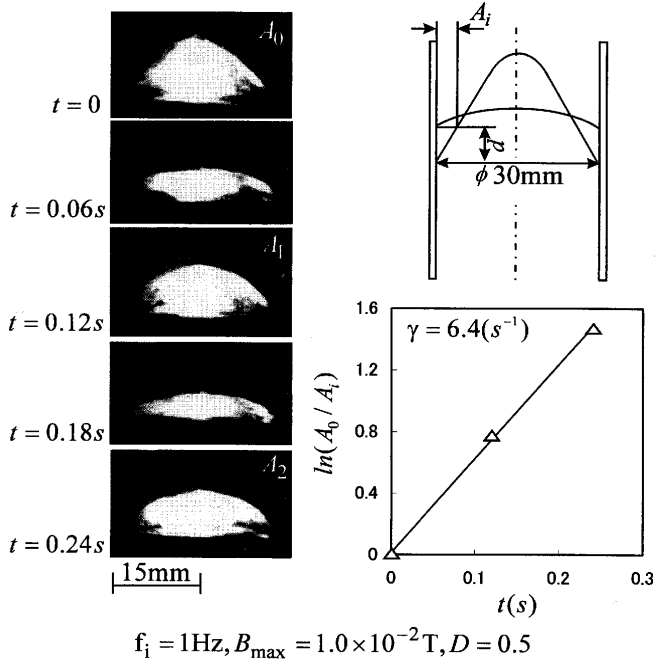 A₀
t = 0
t = 0.06s
A₁
t = 0.12s
t = 0.18s
A₂
t = 0.24s
15mm
Aᵢ
d
ϕ 30mm
γ = 6.4(s⁻¹)
ln(A₀ / Aᵢ)
1.6
1.2
0.8
0.4
0
0
0.1
0.2
0.3
t(s)
fᵢ = 1Hz, Bₘₐₓ = 1.0×10⁻²T, D = 0.5